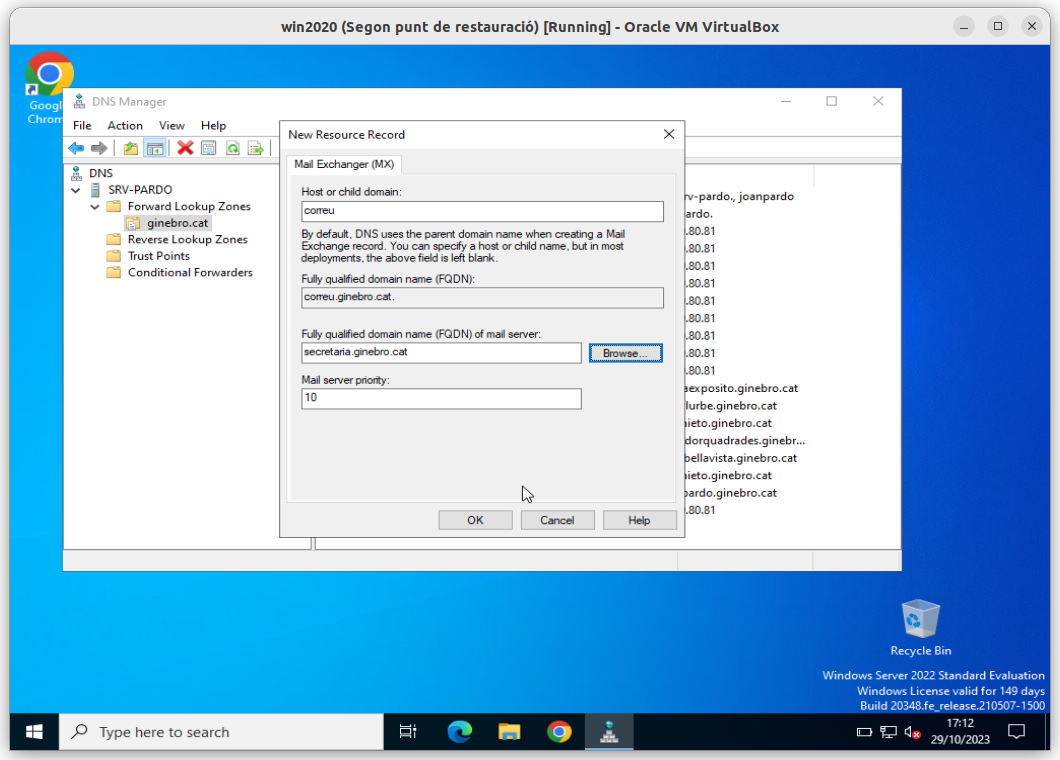 win2020 (Segon punt de restauració) [Running] - Oracle VM VirtualBox
Googl
Chrom
DNS Manager
File Action View Help
DNS
SRV-PARDO
Forward Lookup Zones
ginebro.cat
Reverse Lookup Zones
Trust Points
Conditional Forwarders
New Resource Record
Mail Exchanger (MX)
Host or child domain:
correu
By default, DNS uses the parent domain name when creating a Mail
Exchange record. You can specify a host or child name, but in most
deployments, the above field is left blank.
Fully qualified domain name (FQDN):
correu.ginebro.cat.
Fully qualified domain name (FQDN) of mail server:
secretaria.ginebro.cat
Browse...
Mail server priority:
10
OK Cancel Help
rv-pardo., joanpardo
ardo.
.80.81
.80.81
.80.81
.80.81
.80.81
.80.81
.80.81
.80.81
.80.81
aexposito.ginebro.cat
lurbe.ginebro.cat
ieto.ginebro.cat
dorquadrades.ginebr...
bellavista.ginebro.cat
ieto.ginebro.cat
pardo.ginebro.cat
.80.81
Recycle Bin
Windows Server 2022 Standard Evaluation
Windows License valid for 149 days
Build 20348.fe_release.210507-1500
Type here to search
17:12
29/10/2023